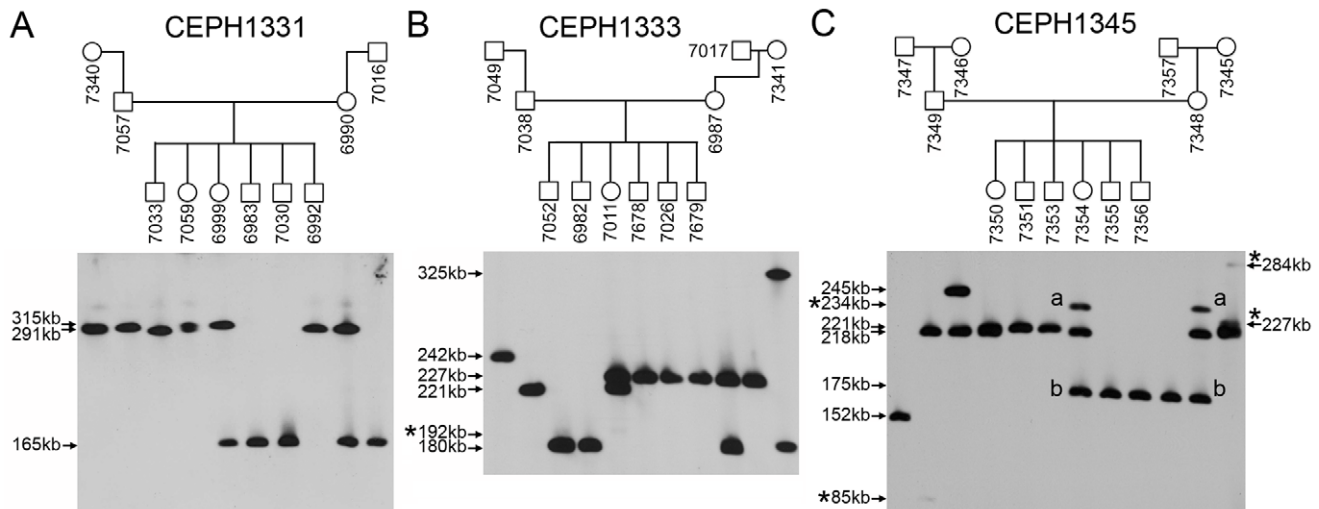 A CEPH1331
7340
7016
7057
6990
7033
7059
6999
6983
7030
6992
315kb
291kb
165kb
B CEPH1333
7049
7017
7341
7038
6987
7052
6982
7011
7678
7026
7679
325kb
242kb
227kb
221kb
*192kb
180kb
C CEPH1345
7347
7346
7357
7345
7349
7348
7350
7351
7353
7354
7355
7356
245kb
*234kb
221kb
218kb
175kb
152kb
*85kb
a
a
b
b
*
284kb
*
227kb